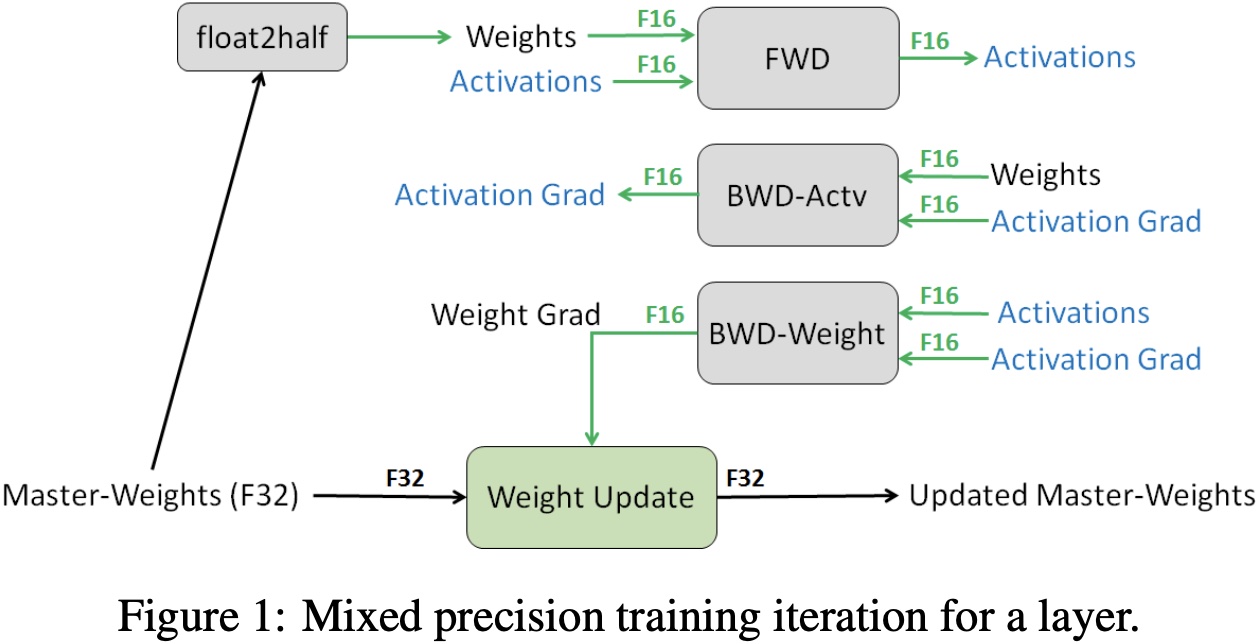 float2half
Weights
F16
Activations
F16
FWD
F16
Activations
Activation Grad
F16
BWD-Actv
F16
Weights
F16
Activation Grad
Weight Grad
F16
BWD-Weight
F16
Activations
F16
Activation Grad
Master-Weights (F32)
F32
Weight Update
F32
Updated Master-Weights
Figure 1: Mixed precision training iteration for a layer.